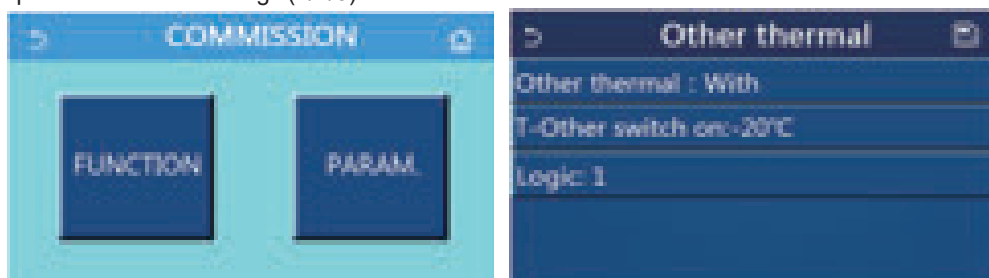 COMMISSION
FUNCTION
PARAM.
Other thermal
Other thermal : With
T-Other switch on:-20℃
Logic: 1